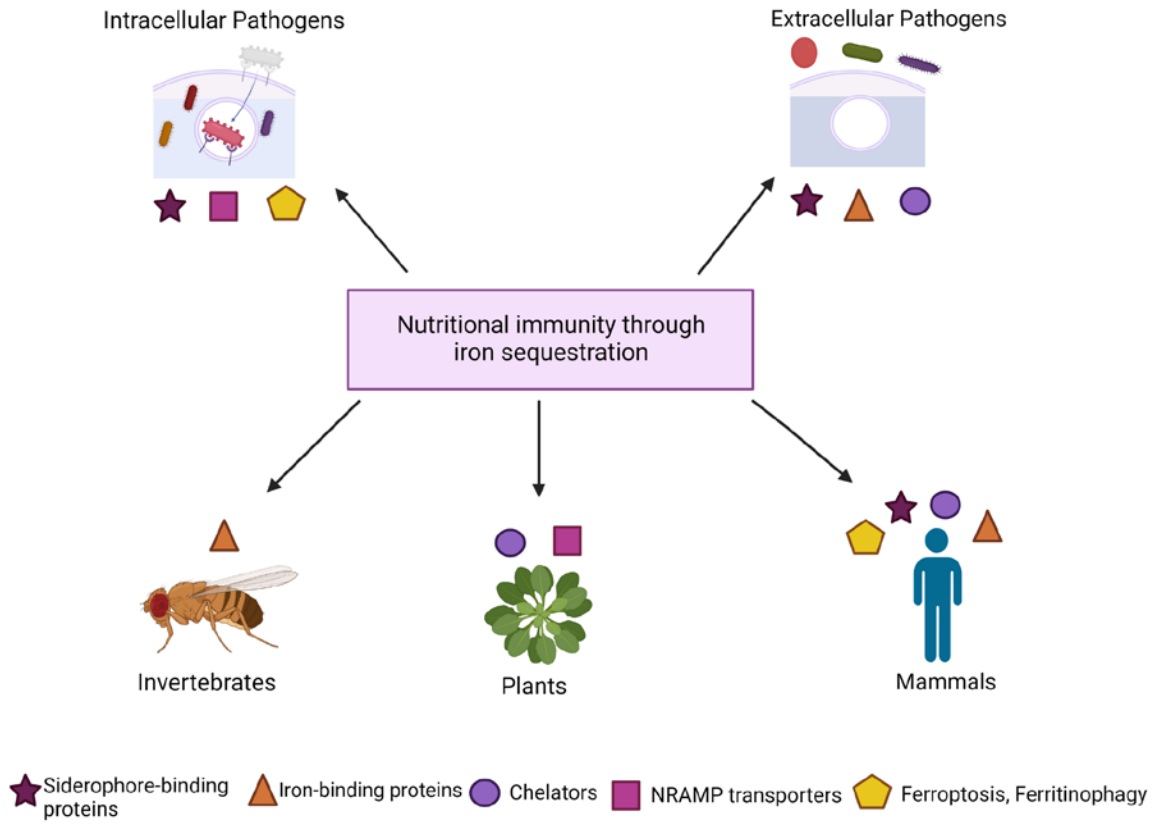 Intracellular Pathogens
Extracellular Pathogens
Nutritional immunity through
iron sequestration
Invertebrates
Plants
Mammals
Siderophore-binding
proteins
Iron-binding proteins
Chelators
NRAMP transporters
Ferroptosis, Ferritinophagy